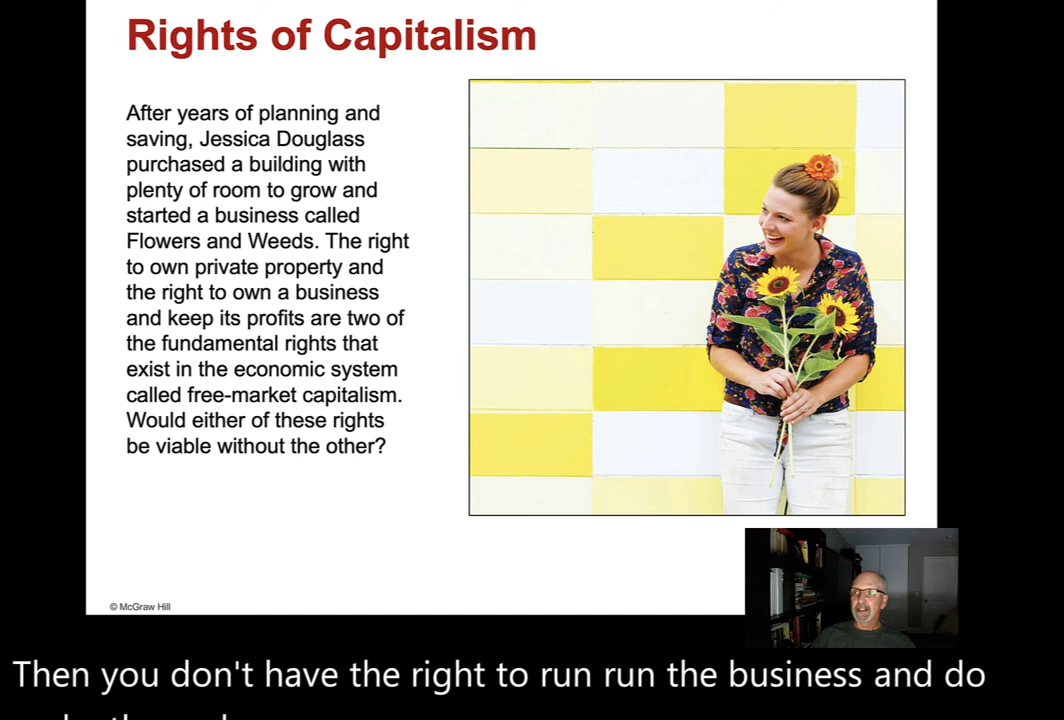 Rights of Capitalism
After years of planning and
saving, Jessica Douglass
purchased a building with
plenty of room to grow and
started a business called
Flowers and Weeds. The right
to own private property and
the right to own a business
and keep its profits are two of
the fundamental rights that
exist in the economic system
called free-market capitalism.
Would either of these rights
be viable without the other?
© McGraw Hill
Then you don't have the right to run run the business and do